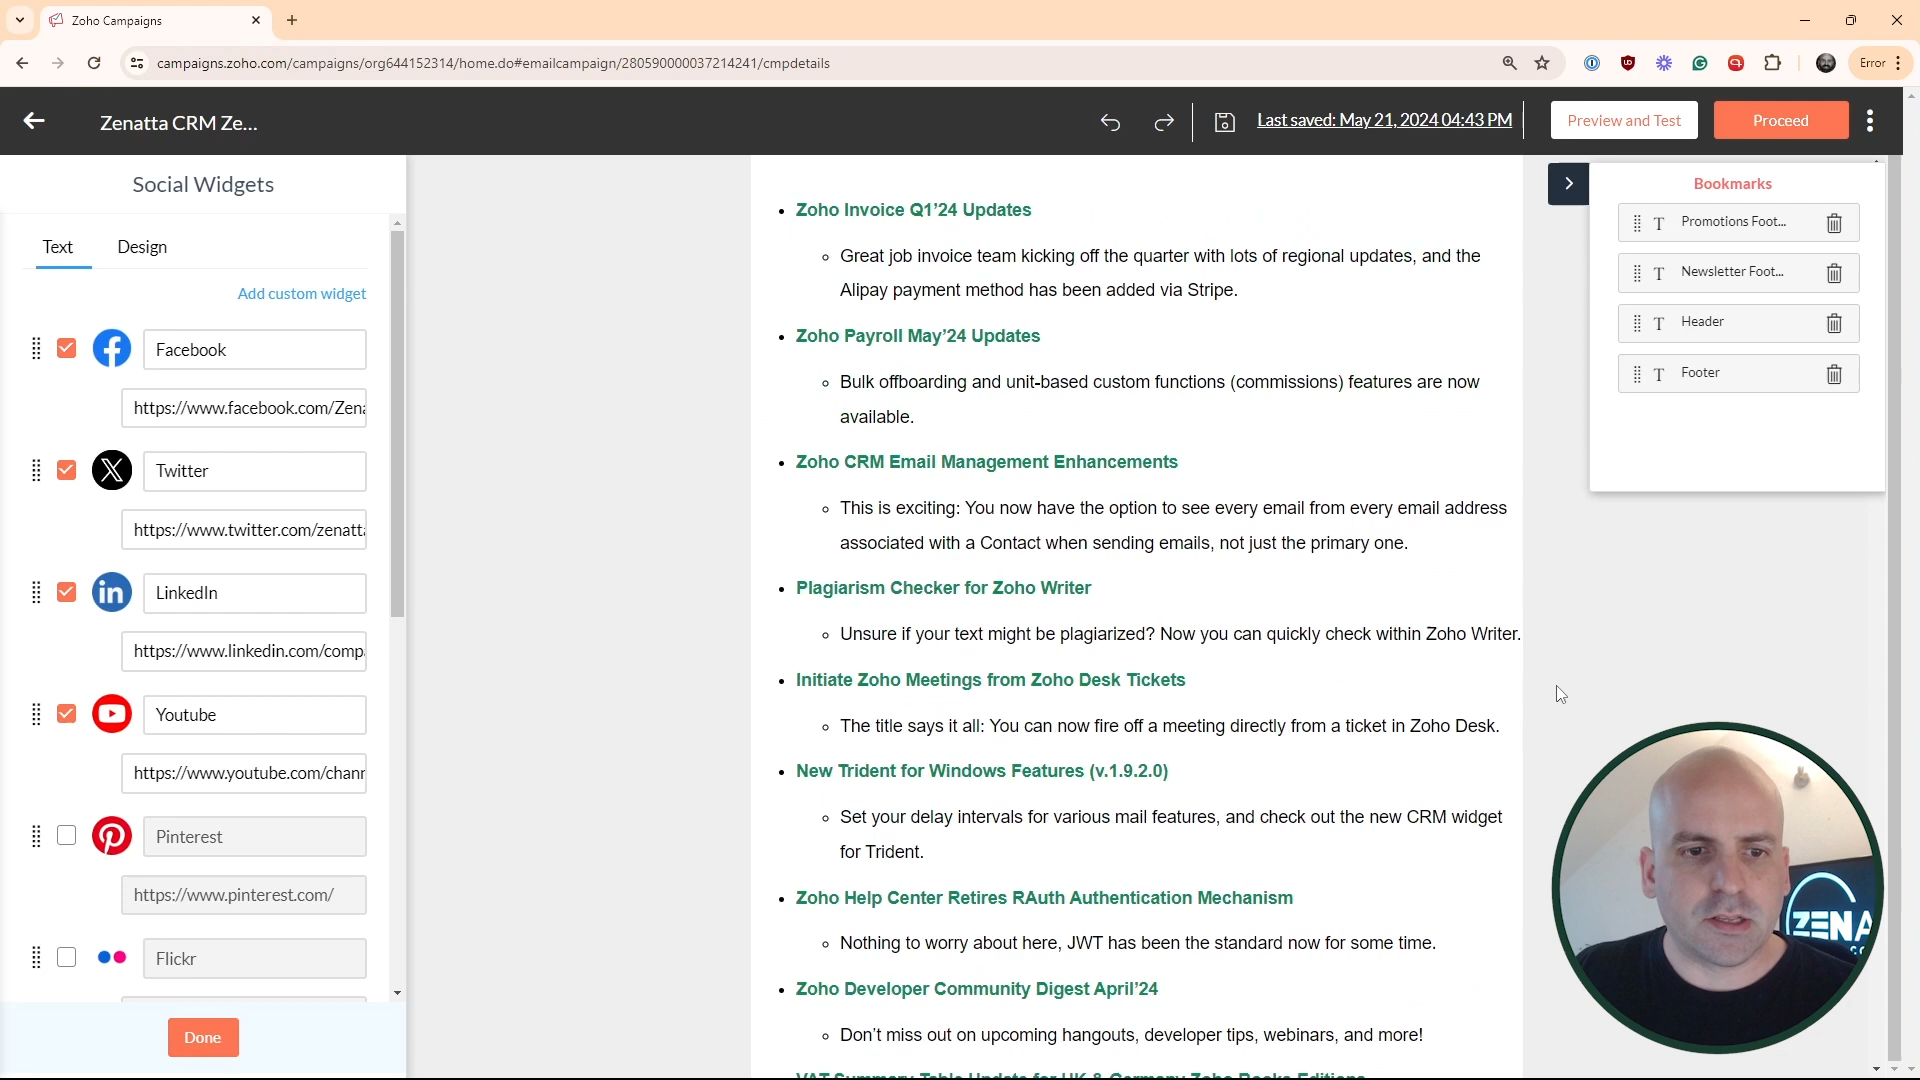 Zoho Campaigns
campaigns.zoho.com/campaigns/org644152314/home.do#emailcampaign/280590000037214241/cmpdetails
Error
Zenatta CRM Ze...
Last saved: May 21, 2024 04:43 PM
Preview and Test
Proceed
Social Widgets
Text
Design
Add custom widget
Facebook
https://www.facebook.com/Zena
Twitter
https://www.twitter.com/zenatt
LinkedIn
https://www.linkedin.com/comp
Youtube
https://www.youtube.com/chann
Pinterest
https://www.pinterest.com/
Flickr
Done
Zoho Invoice Q1’24 Updates
Great job invoice team kicking off the quarter with lots of regional updates, and the
Alipay payment method has been added via Stripe.
Zoho Payroll May’24 Updates
Bulk offboarding and unit-based custom functions (commissions) features are now
available.
Zoho CRM Email Management Enhancements
This is exciting: You now have the option to see every email from every email address
associated with a Contact when sending emails, not just the primary one.
Plagiarism Checker for Zoho Writer
Unsure if your text might be plagiarized? Now you can quickly check within Zoho Writer.
Initiate Zoho Meetings from Zoho Desk Tickets
The title says it all: You can now fire off a meeting directly from a ticket in Zoho Desk.
New Trident for Windows Features (v.1.9.2.0)
Set your delay intervals for various mail features, and check out the new CRM widget
for Trident.
Zoho Help Center Retires RAuth Authentication Mechanism
Nothing to worry about here, JWT has been the standard now for some time.
Zoho Developer Community Digest April’24
Don’t miss out on upcoming hangouts, developer tips, webinars, and more!
VAT Summary Table Update for UK & Germany Zoho Books Editions
Bookmarks
Promotions Foot...
Newsletter Foot...
Header
Footer
ZENA